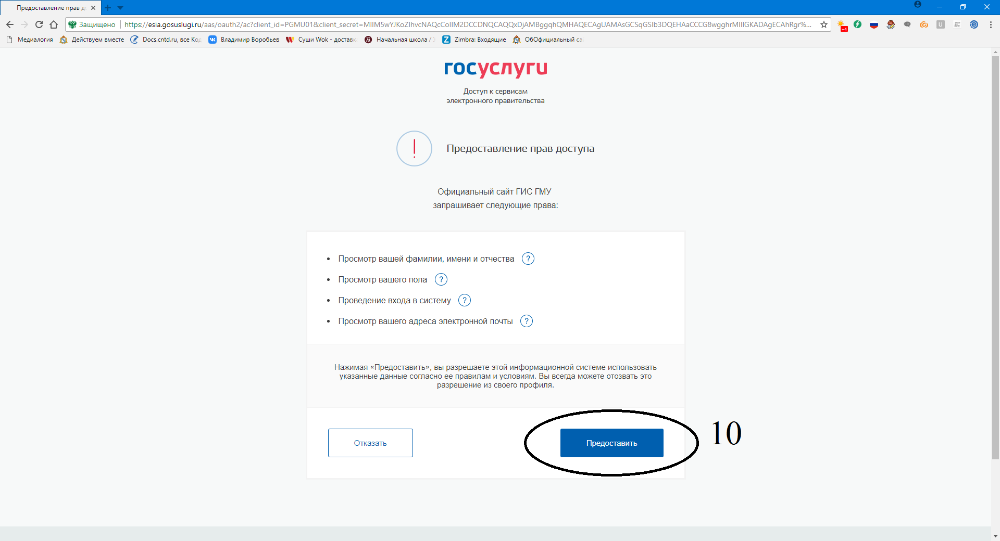 Предоставление прав до
Защищено
https://esia.gosuslugi.ru/aas/oauth2/ac?client_id=PGMU01&client_secret=MIIM5wYJKoZIhvcNAQcCoIIM2DCCDNQCAQQxDjAMBggqhQMHAQECAgUAMAsGCSqGSIb3DQEHAaCCCG8wgghrMIIIGKADAgECAhRgr%...
+4
Медиалогия
Действуем вместе
Docs.cntd.ru, все Код
Владимир Воробьев
Суши Wok - доставк
Начальная школа /
Zimbra: Входящие
ОбОфициальный са
госуслуги
Доступ к сервисам
электронного правительства
Предоставление прав доступа
Официальный сайт ГИС ГМУ
запрашивает следующие права:
• Просмотр вашей фамилии, имени и отчества ?
• Просмотр вашего пола ?
• Проведение входа в систему ?
• Просмотр вашего адреса электронной почты ?
Нажимая «Предоставить», вы разрешаете этой информационной системе использовать
указанные данные согласно ее правилам и условиям. Вы всегда можете отозвать это
разрешение из своего профиля.
Отказать
Предоставить
10